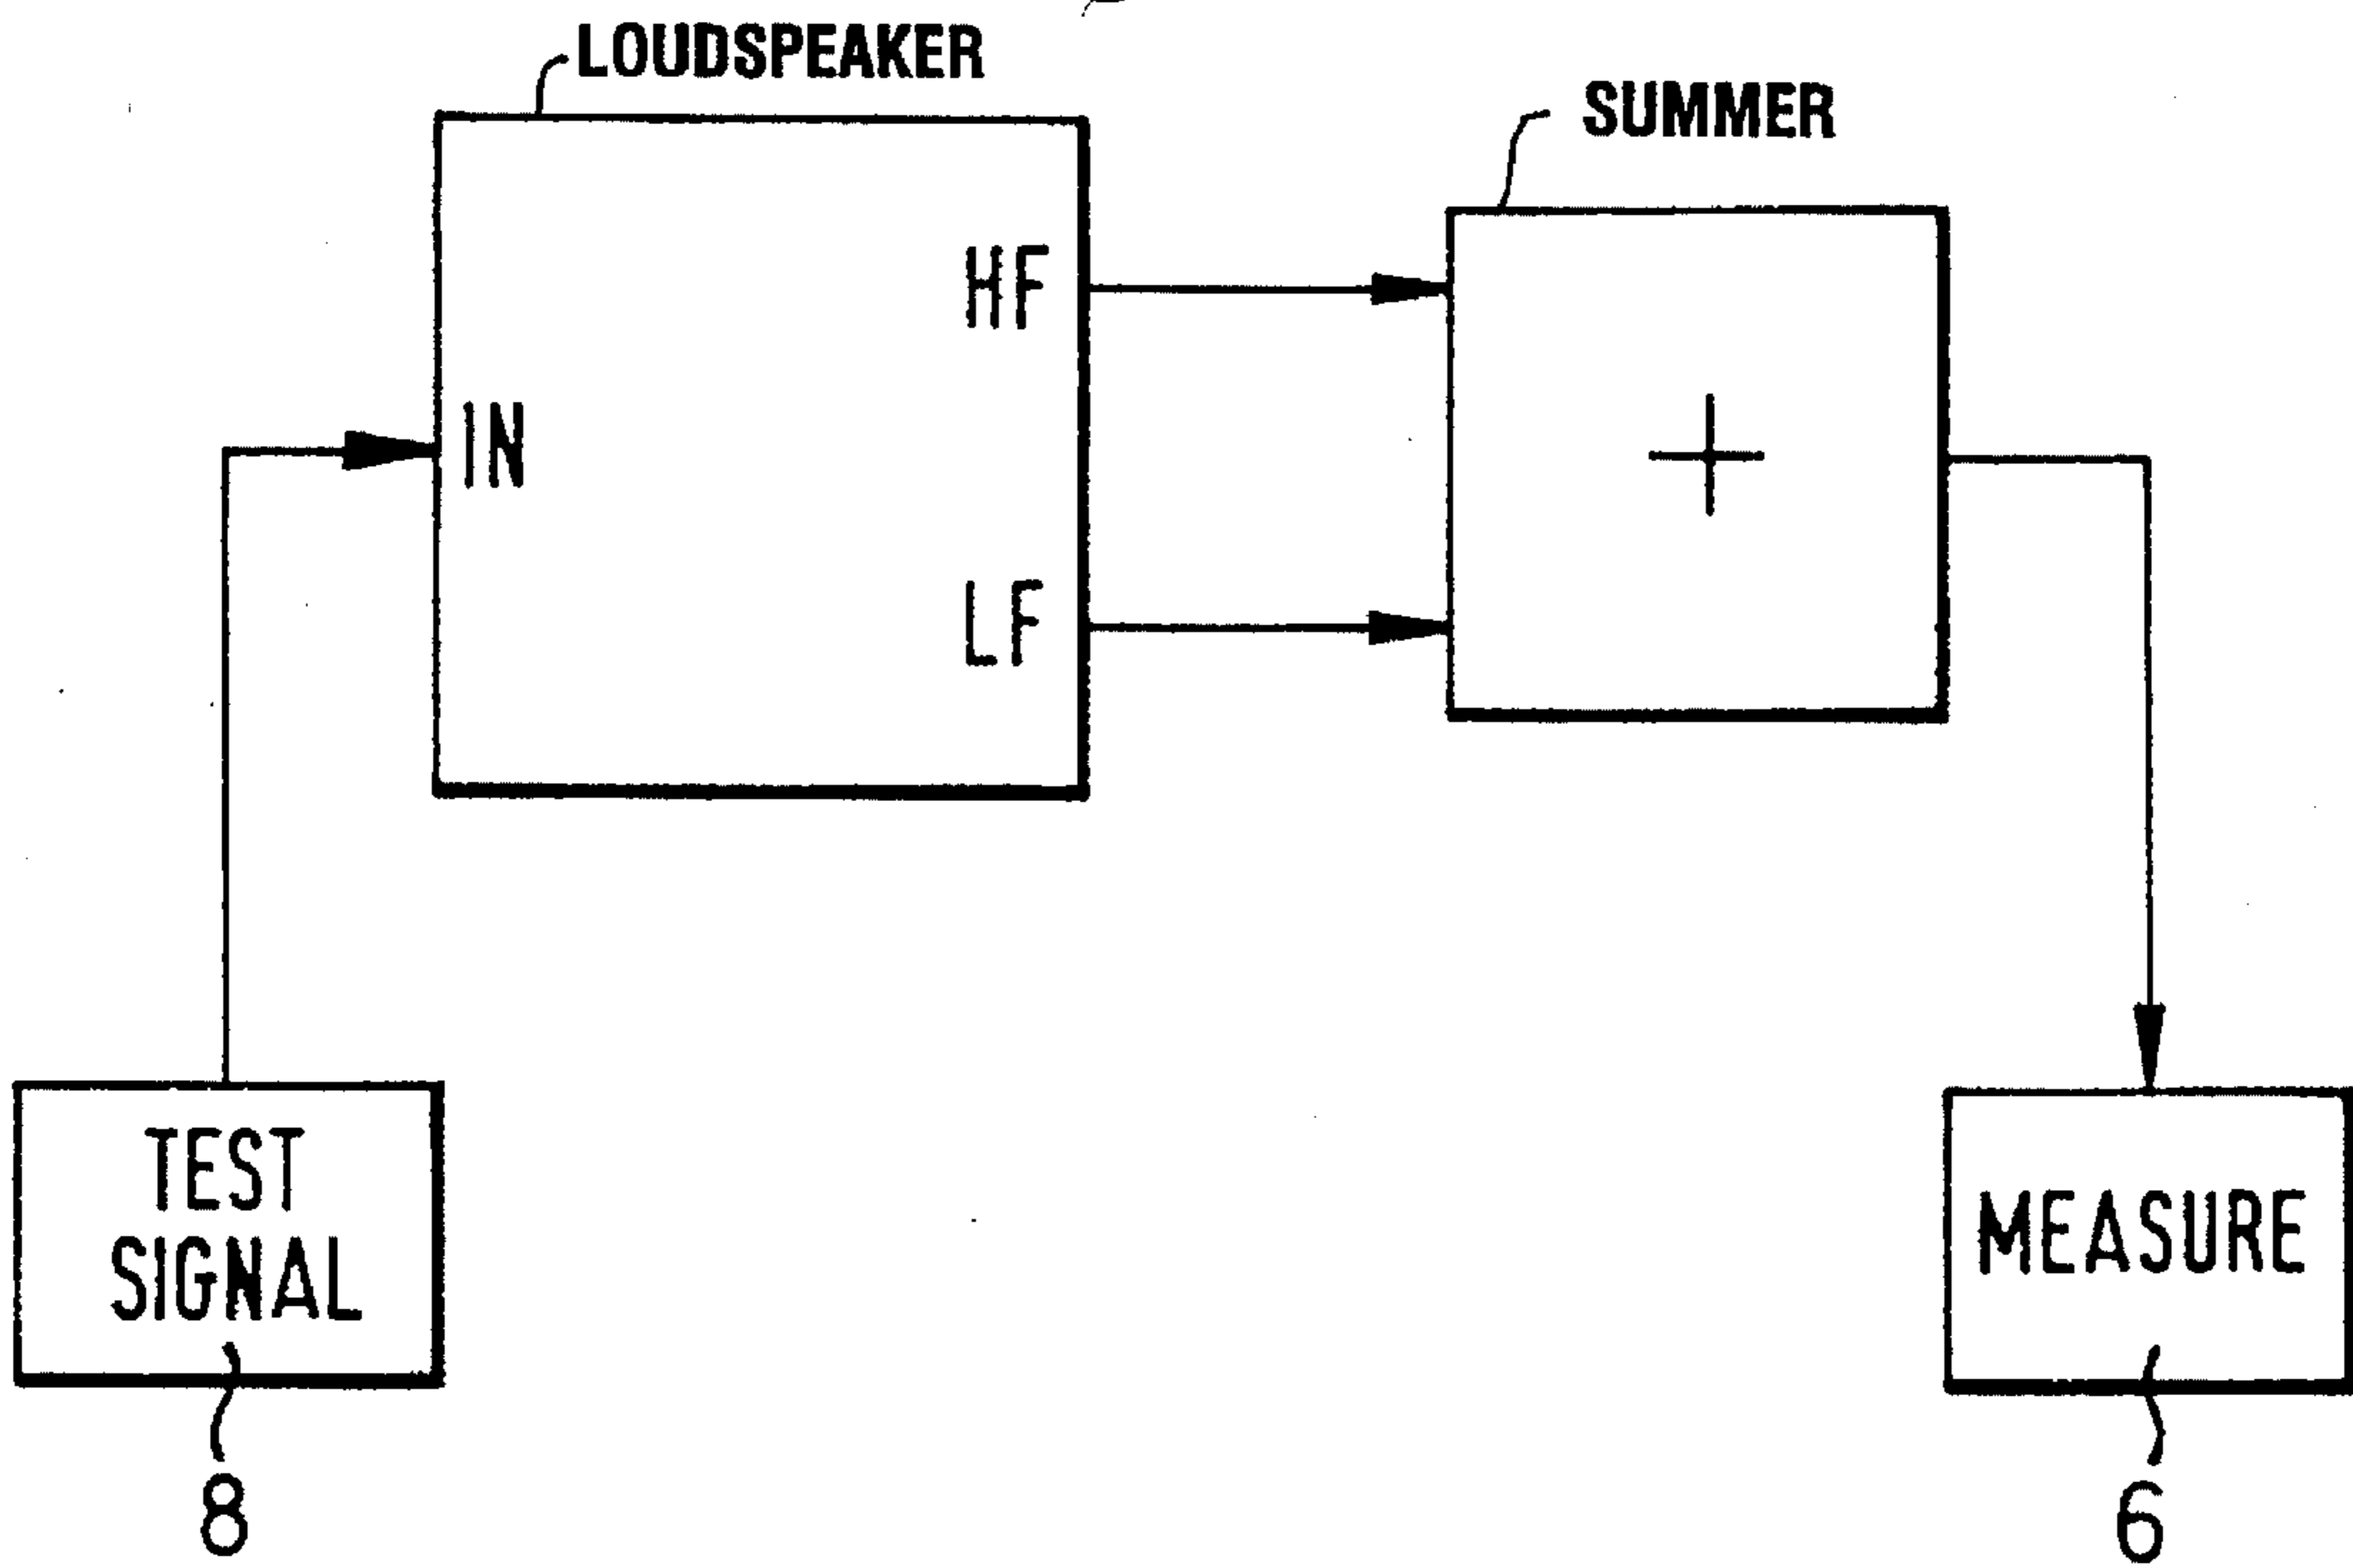 LOUDSPEAKER
SUMMER
HF
IN
+
LF
TEST
SIGNAL
MEASURE
8
6